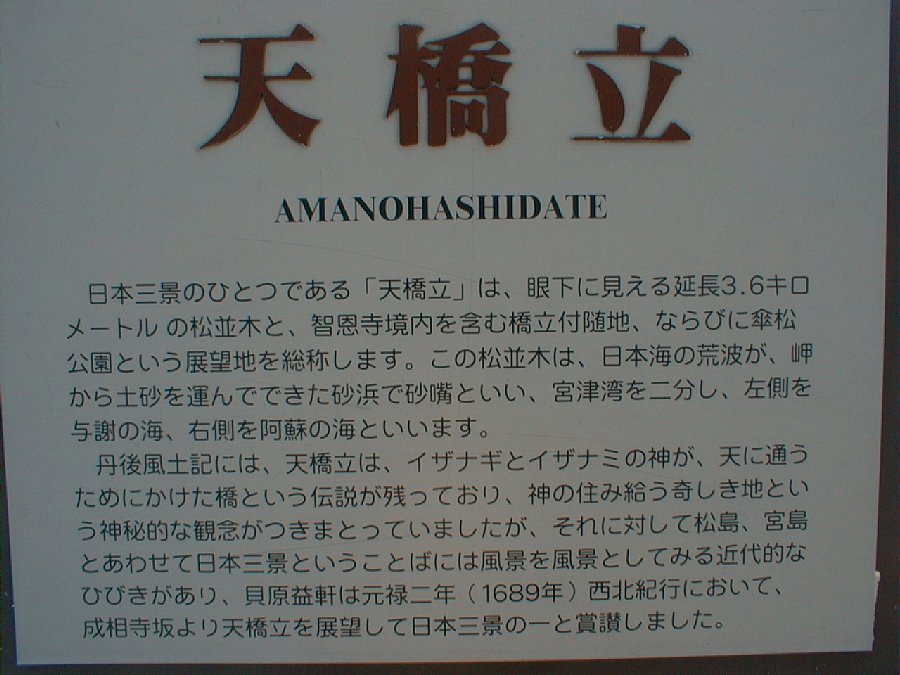 天橋立
AMANOHASHIDATE
日本三景のひとつである「天橋立」は、眼下に見える延長3.6キロ
メートル の松並木と、智恩寺境内を含む橋立付随地、ならびに傘松
公園という展望地を総称します。この松並木は、日本海の荒波が、岬
から土砂を運んでできた砂浜で砂嘴といい、宮津湾を二分し、左側を
与謝の海、右側を阿蘇の海といいます。
丹後風土記には、天橋立は、イザナギとイザナミの神が、天に通う
ためにかけた橋という伝説が残っており、神の住み給う奇しき地とい
う神秘的な観念がつきまとっていましたが、それに対して松島、宮島
とあわせて日本三景ということばには風景を風景としてみる近代的な
ひびきがあり、貝原益軒は元禄二年（1689年）西北紀行において、
成相寺坂より天橋立を展望して日本三景の一と賞讃しました。